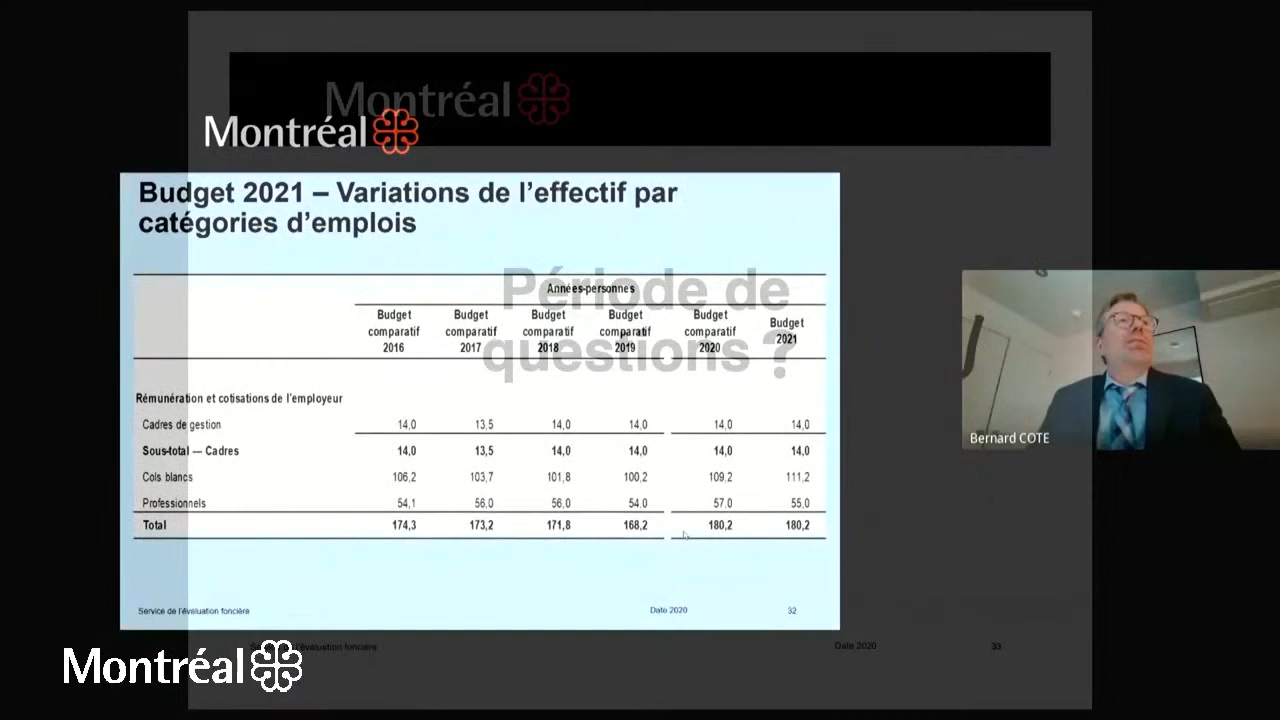 Montréal
Montréal
Budget 2021 – Variations de l'effectif par
catégories d'emplois
Période de
questions ?
Années-personnes
Budget comparatif 2016
Budget comparatif 2017
Budget comparatif 2018
Budget comparatif 2019
Budget comparatif 2020
Budget 2021
Rémunération et cotisations de l'employeur
Cadres de gestion 14,0 13,5 14,0 14,0 14,0 14,0
Sous-total — Cadres 14,0 13,5 14,0 14,0 14,0 14,0
Cols blancs 106,2 103,7 101,8 100,2 109,2 111,2
Professionnels 54,1 56,0 56,0 54,0 57,0 55,0
Total 174,3 173,2 171,8 168,2 180,2 180,2
Service de l'évaluation foncière Date 2020 32
Bernard COTE
Service de l'évaluation foncière Date 2020 33
Montréal